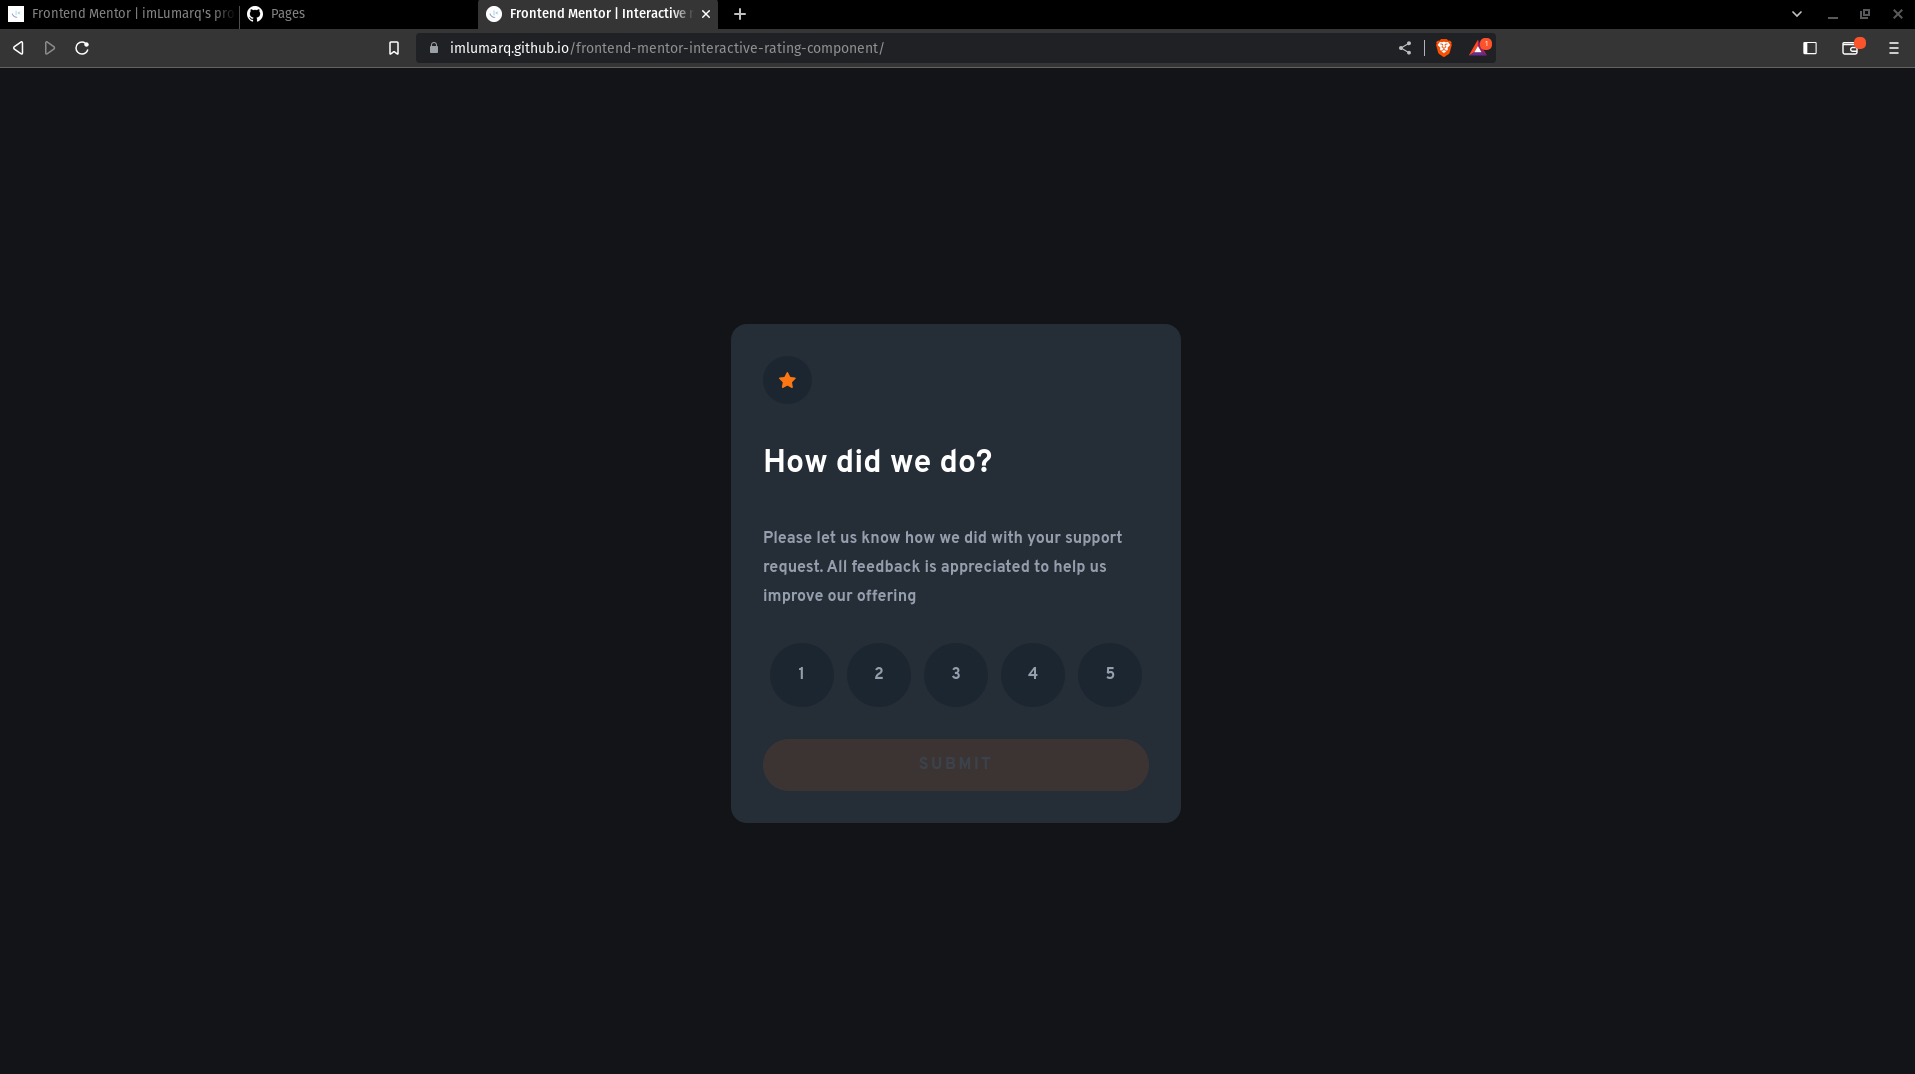 Frontend Mentor | imLumarq's pro
Pages
Frontend Mentor | Interactive r
imlumarq.github.io/frontend-mentor-interactive-rating-component/
1
How did we do?
Please let us know how we did with your support
request. All feedback is appreciated to help us
improve our offering
1 2 3 4 5
SUBMIT